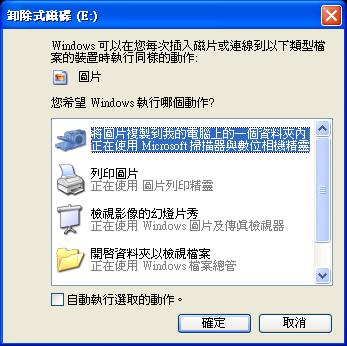 卸除式磁碟 (E:)
Windows 可以在您每次插入磁片或連線到以下類型檔
案的裝置時執行同樣的動作:
圖片
您希望 Windows 執行哪個動作?
將圖片複製到我的電腦上的一個資料夾內
正在使用 Microsoft 掃描器與數位相機精靈
列印圖片
正在使用 圖片列印精靈
檢視影像的幻燈片秀
正在使用 Windows 圖片及傳真檢視器
開啟資料夾以檢視檔案
正在使用 Windows 檔案總管
自動執行選取的動作。
確定
取消